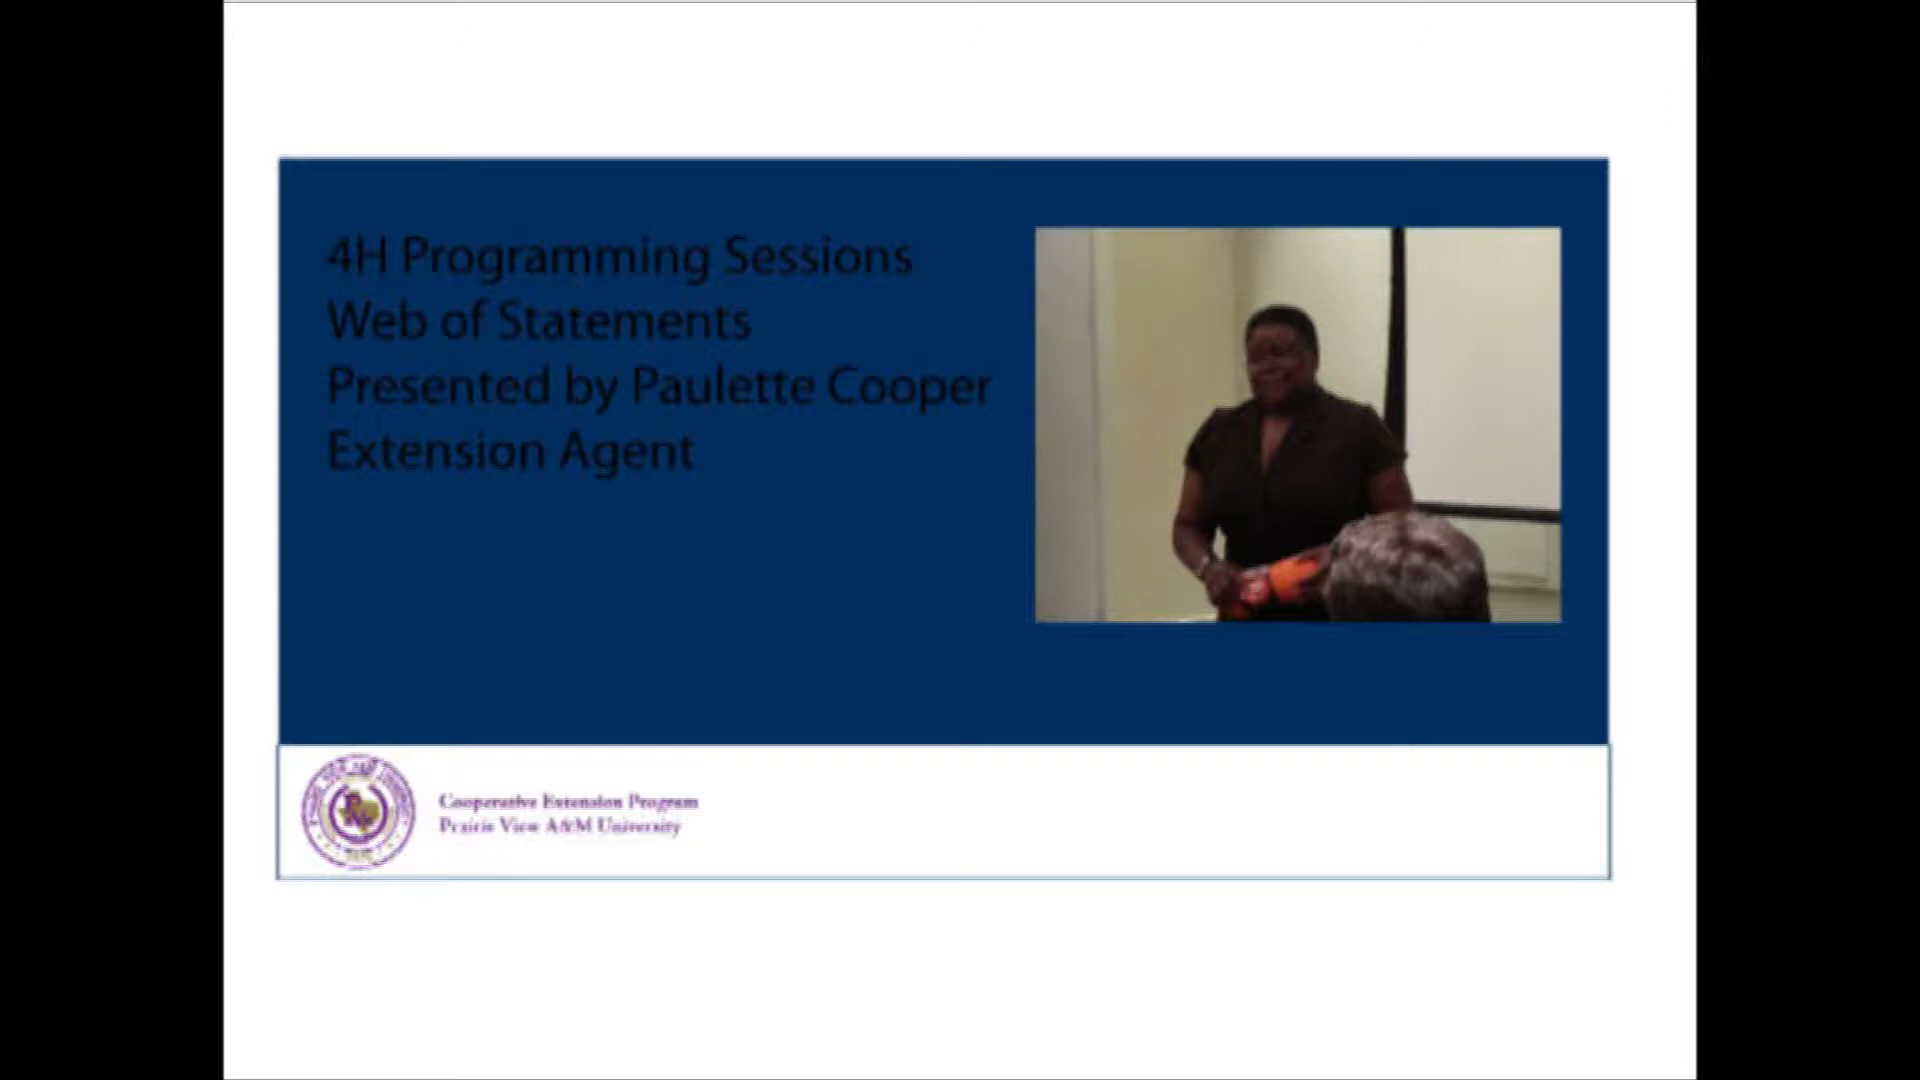 4H Programming Sessions
Web of Statements
Presented by Paulette Cooper
Extension Agent
Cooperative Extension Program
Prairie View A&M University